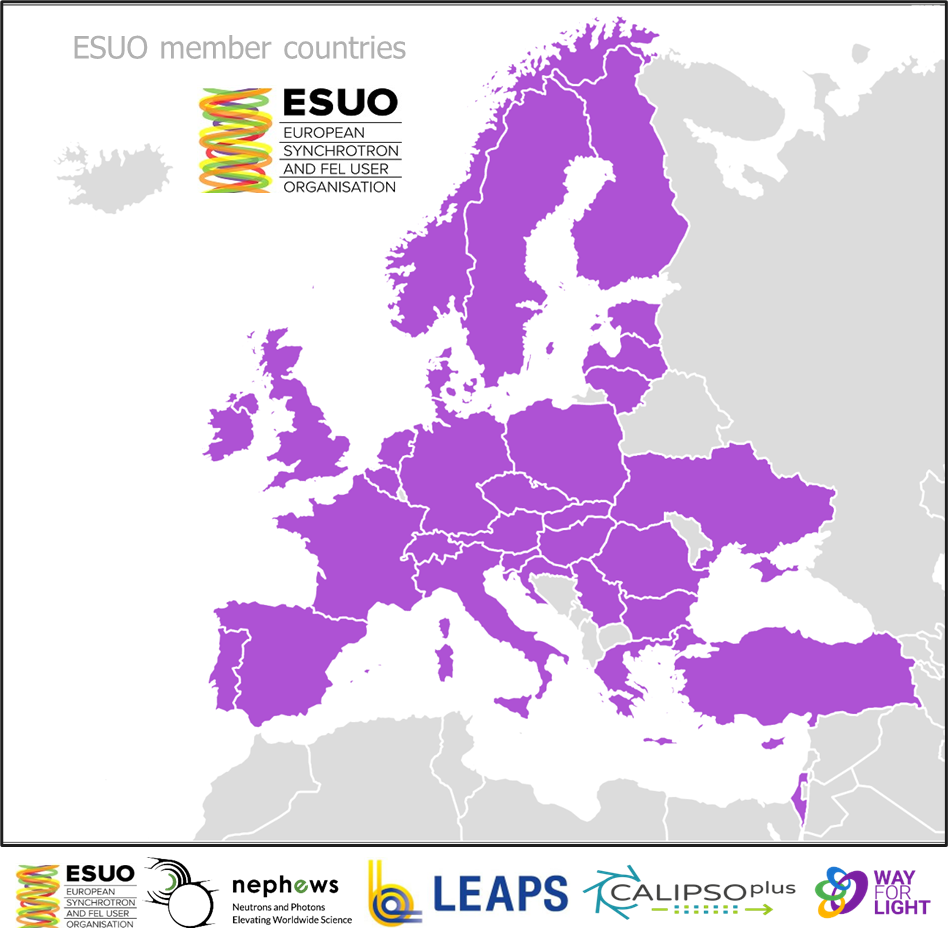 ESUO member countries
ESUO
EUROPEAN
SYNCHROTRON
AND FEL USER
ORGANISATION
ESUO
EUROPEAN
SYNCHROTRON
AND FEL USER
ORGANISATION
nephews
Neutrons and Photons
Elevating Worldwide Science
LEAPS
CALIPSOplus
WAY
FOR
LIGHT